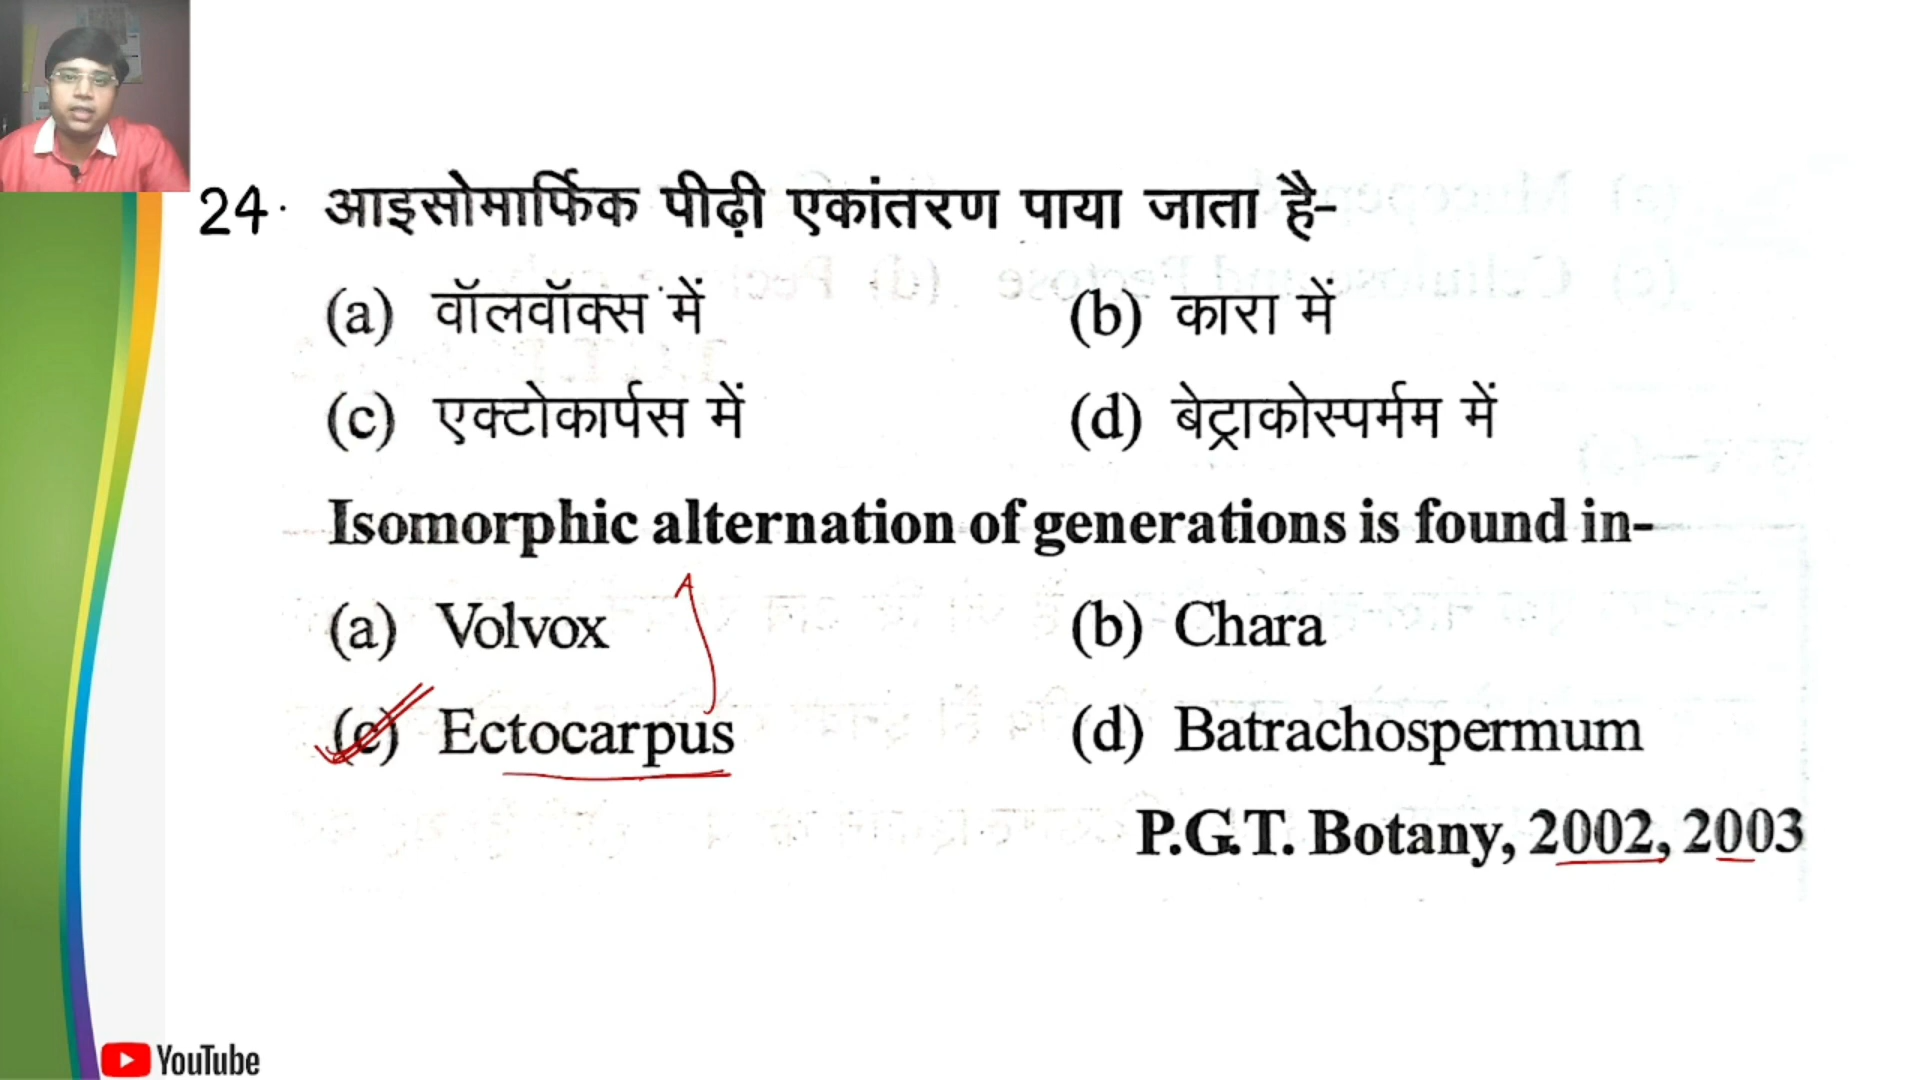 24. आइसोमार्फिक पीढ़ी एकांतरण पाया जाता है-
(a) वॉलवॉक्स में (b) कारा में
(c) एक्टोकार्पस में (d) बेट्राकोस्पर्मम में
Isomorphic alternation of generations is found in-
(a) Volvox (b) Chara
(c) Ectocarpus (d) Batrachospermum
P.G.T. Botany, 2002, 2003
YouTube